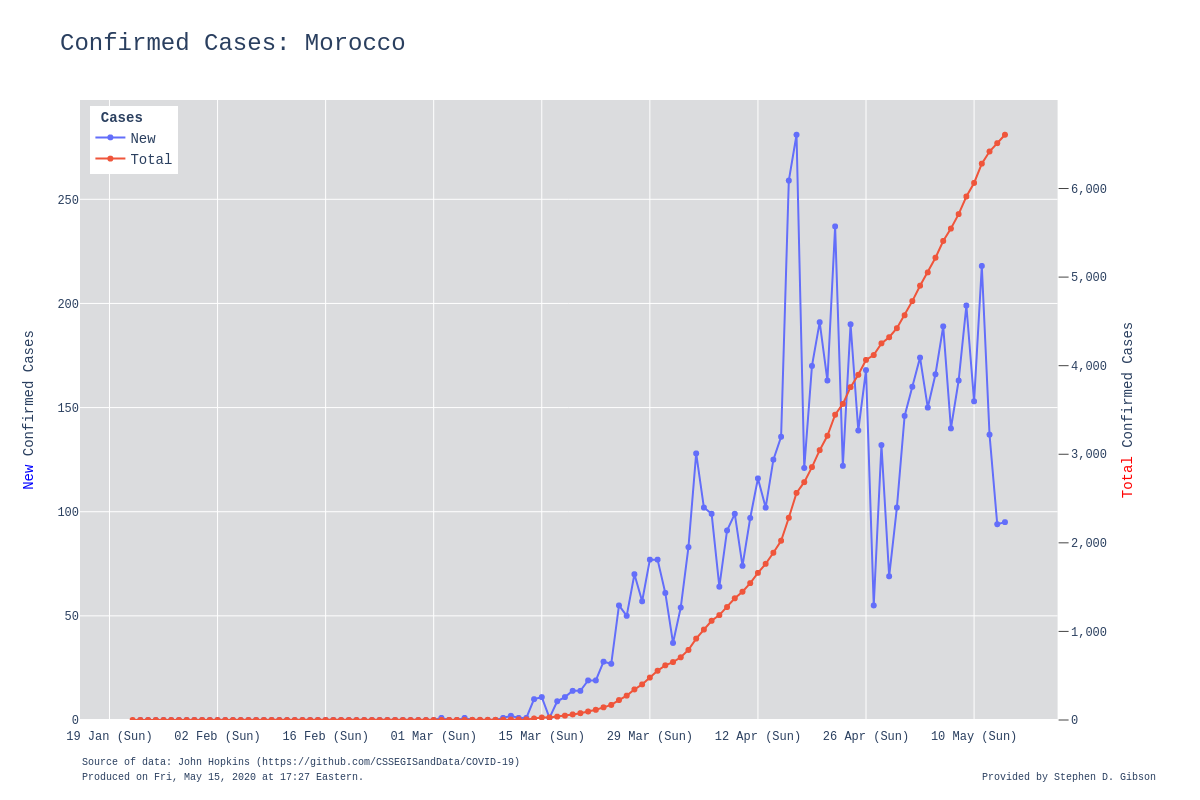 Confirmed Cases: Morocco
Cases
New
Total
250
200
150
100
50
0
6,000
5,000
4,000
3,000
2,000
1,000
0
New Confirmed Cases
Total Confirmed Cases
19 Jan (Sun)
02 Feb (Sun)
16 Feb (Sun)
01 Mar (Sun)
15 Mar (Sun)
29 Mar (Sun)
12 Apr (Sun)
26 Apr (Sun)
10 May (Sun)
Source of data: John Hopkins (https://github.com/CSSEGISandData/COVID-19)
Produced on Fri, May 15, 2020 at 17:27 Eastern.
Provided by Stephen D. Gibson